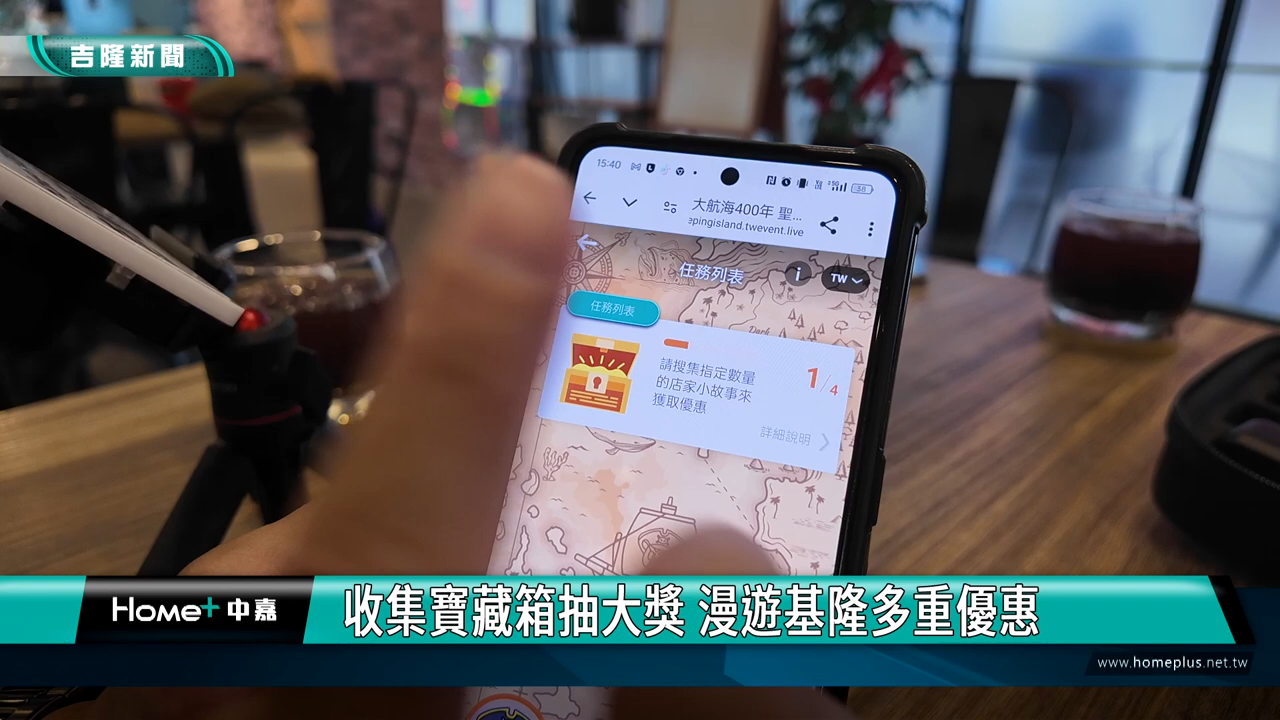 吉隆新聞
15:40
38
大航海400年 聖...
epingisland.twevent.live
任務列表
i
TW
任務列表
Dark
請搜集指定數量
的店家小故事來
獲取優惠
1/4
詳細說明
Home+中嘉
收集寶藏箱抽大獎 漫遊基隆多重優惠
www.homeplus.net.tw